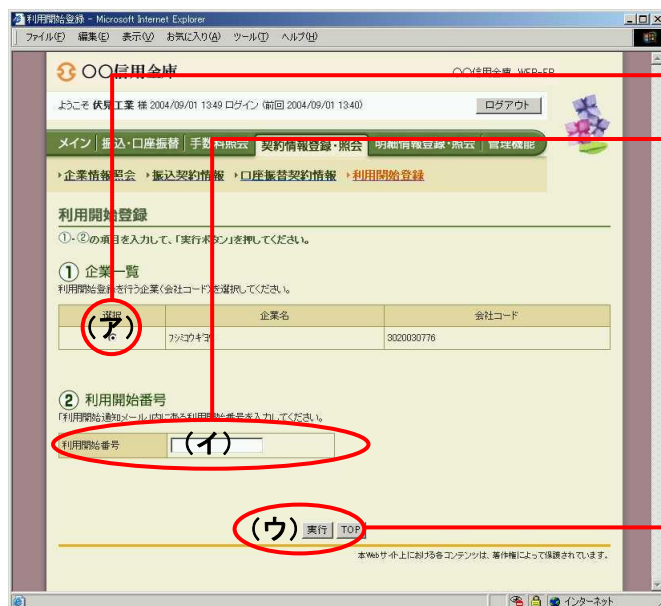 利用開始登録 - Microsoft Internet Explorer
ファイル(F) 編集(E) 表示(V) お気に入り(A) ツール(T) ヘルプ(H)
〇〇信用金庫
〇〇信用金庫 WEB-FB
ようこそ 伏見工業 様 2004/09/01 1349 ログイン (前回 2004/09/01 1340)
ログアウト
メイン 振込・口座振替 手数料照会 契約情報登録・照会 明細情報登録・照会 管理機能
企業情報照会 振込契約情報 口座振替契約情報 利用開始登録
利用開始登録
①-②の項目を入力して、「実行ボタン」を押してください。
① 企業一覧
利用開始登録を行う企業(会社コード)を選択してください。
選択 企業名 会社コード
(ア) フシミコウキヨウ 3020030776
② 利用開始番号
「利用開始通知メール」内にある利用開始番号を入力してください。
利用開始番号 (イ)
(ウ) 実行 TOP
本Webサイト上における各コンテンツは、著作権によって保護されています。
インターネット